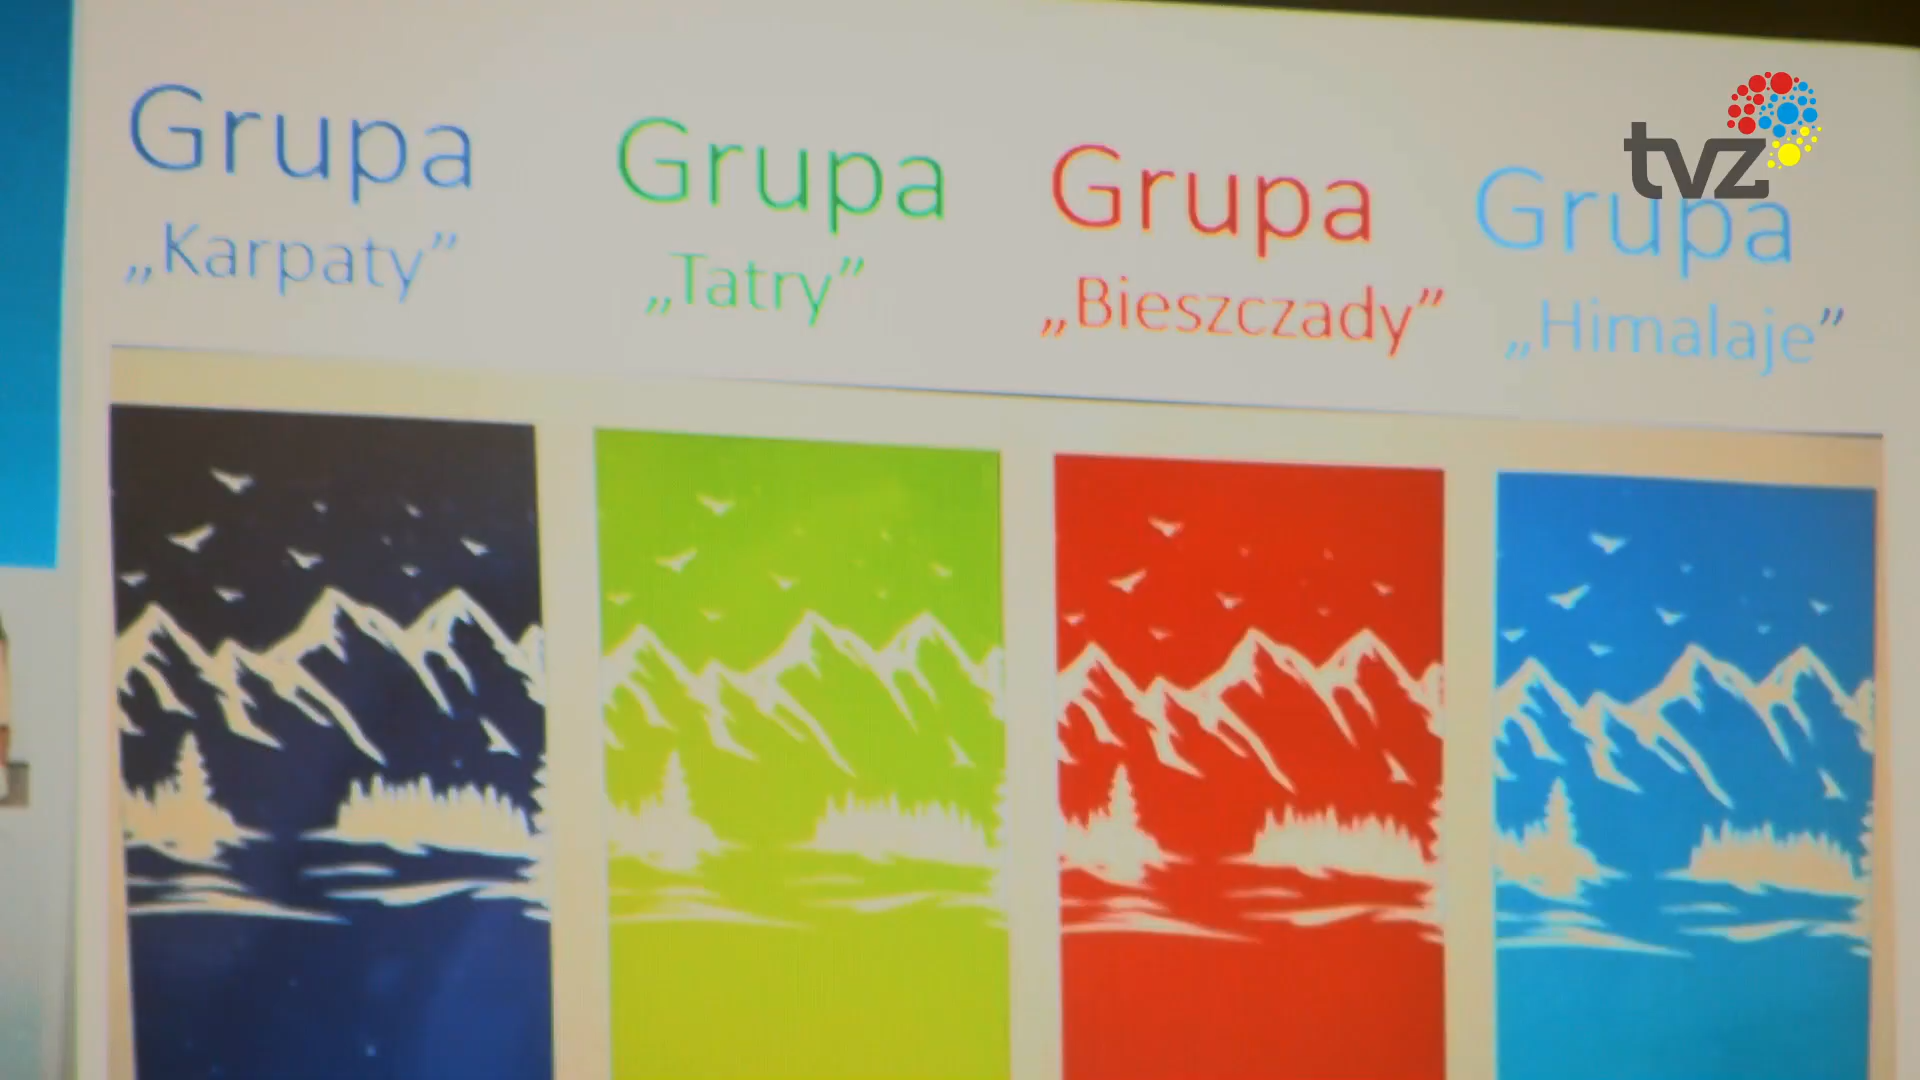 Grupa
„Karpaty”
Grupa
„Tatry”
Grupa
„Bieszczady”
Grupa
„Himalaje”
tvz